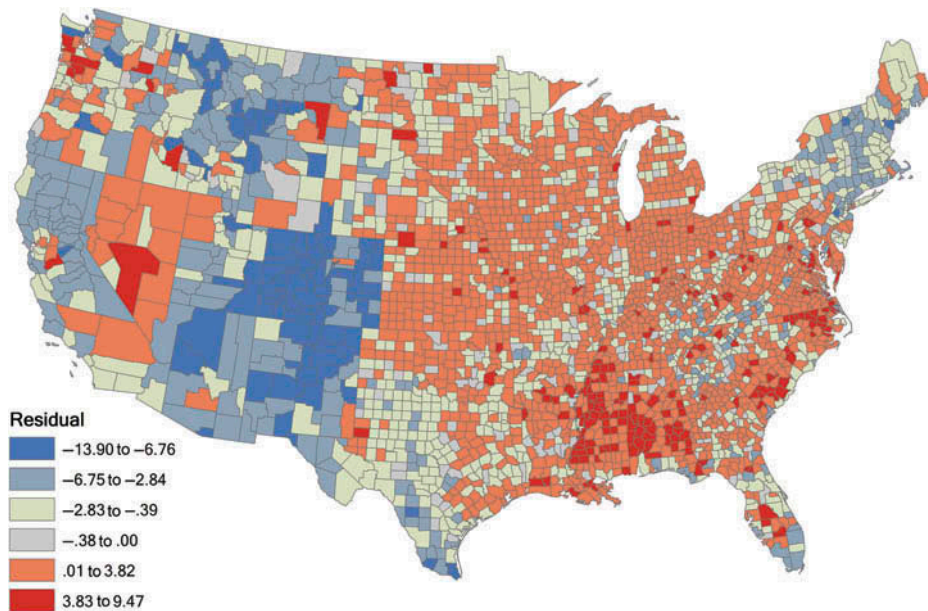 Residual
–13.90 to –6.76
–6.75 to –2.84
–2.83 to –.39
–.38 to .00
.01 to 3.82
3.83 to 9.47